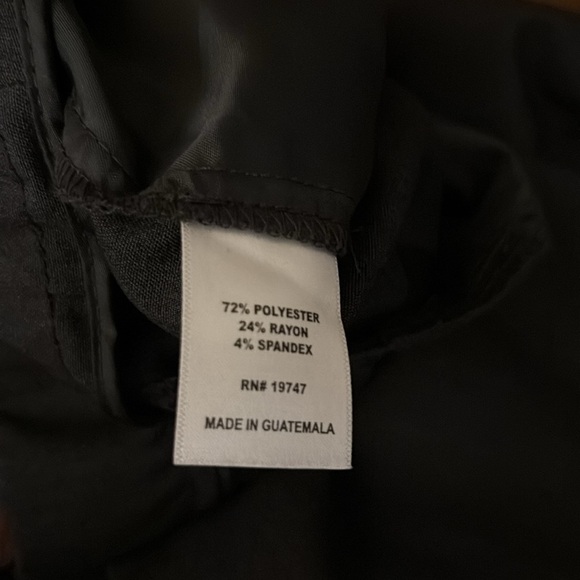 72% POLYESTER
24% RAYON
4% SPANDEX
RN# 19747
MADE IN GUATEMALA